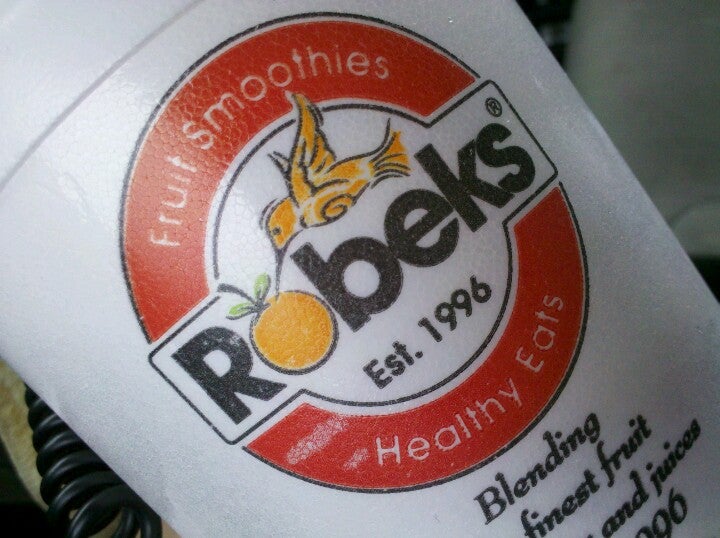 Fruit Smoothies
Robeks®
Est. 1996
Healthy Eats
Blending
finest fruit
and juices